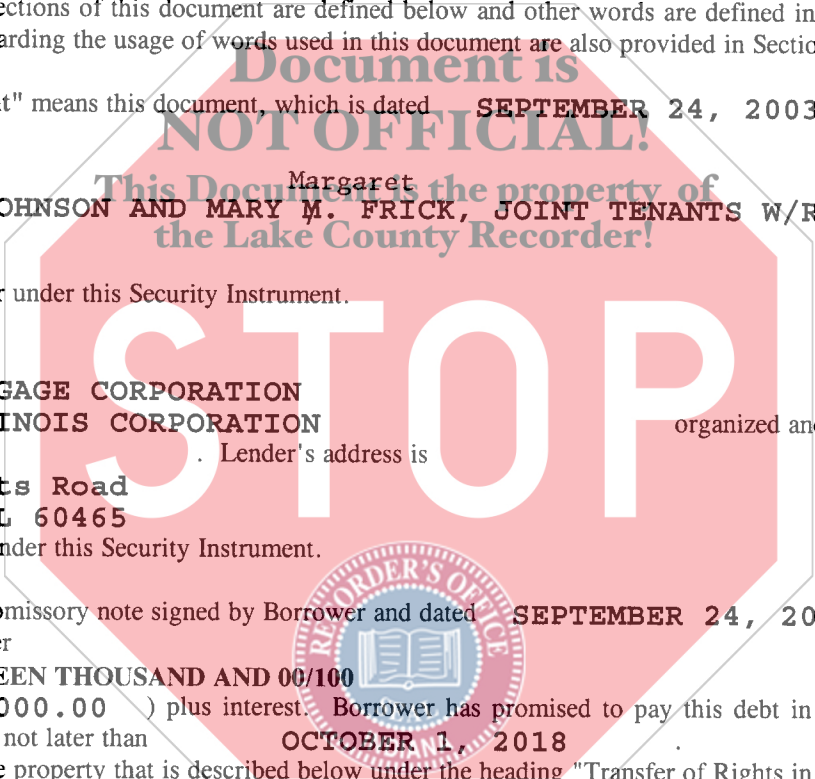 ections of this document are defined below and other words are defined in
arding the usage of words used in this document are also provided in Sectio
Document is
t" means this document, which is dated SEPTEMBER 24, 2003
NOT OFFICIAL!
Margaret
This Document is the property of
OHNSON AND MARY M. FRICK, JOINT TENANTS W/R
the Lake County Recorder!
r under this Security Instrument.
STOP
GAGE CORPORATION
INOIS CORPORATION organized and
. Lender's address is
ts Road
L 60465
nder this Security Instrument.
RECORDER'S OFFICE
omissory note signed by Borrower and dated SEPTEMBER 24, 20
er
EEN THOUSAND AND 00/100
000.00 ) plus interest. Borrower has promised to pay this debt in
not later than OCTOBER 1, 2018 .
INDIANA
e property that is described below under the heading "Transfer of Rights in